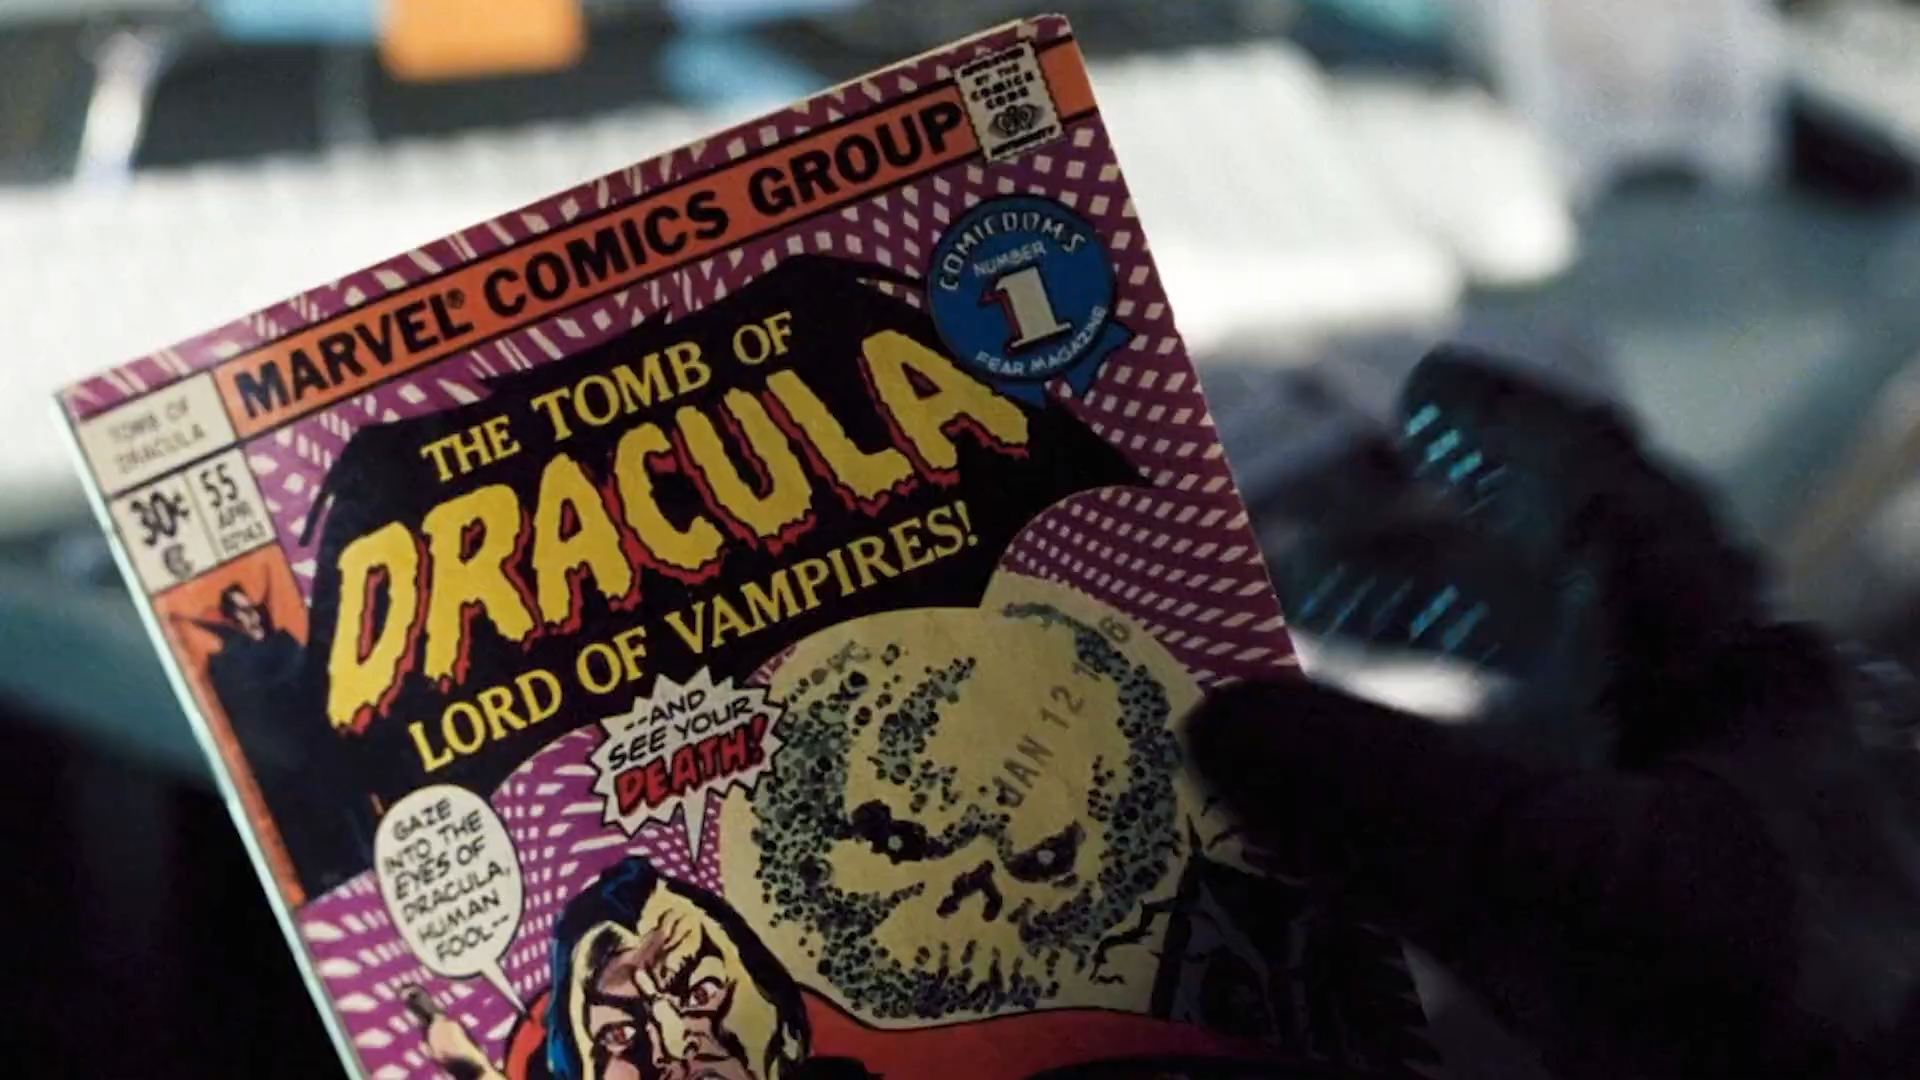 APPROVED
BY THE
COMICS
CODE
AUTHORITY
MARVEL® COMICS GROUP
COMICDOM'S
NUMBER
1
FEAR MAGAZINE
TOMB OF
DRACULA
30¢
55
APR
02143
THE TOMB OF
DRACULA
LORD OF VAMPIRES!
--AND
SEE YOUR
DEATH!
GAZE
INTO THE
EYES OF
DRACULA,
HUMAN
FOOL--
JAN 12